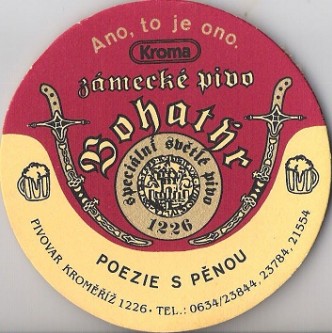 Ano, to je ono.
Kroma
zámecké pivo
Bohatýr
speciální světlé pivo
1226
POEZIE S PĚNOU
PIVOVAR KROMĚŘÍŽ 1226 · TEL.: 0634/23844, 23784, 21554